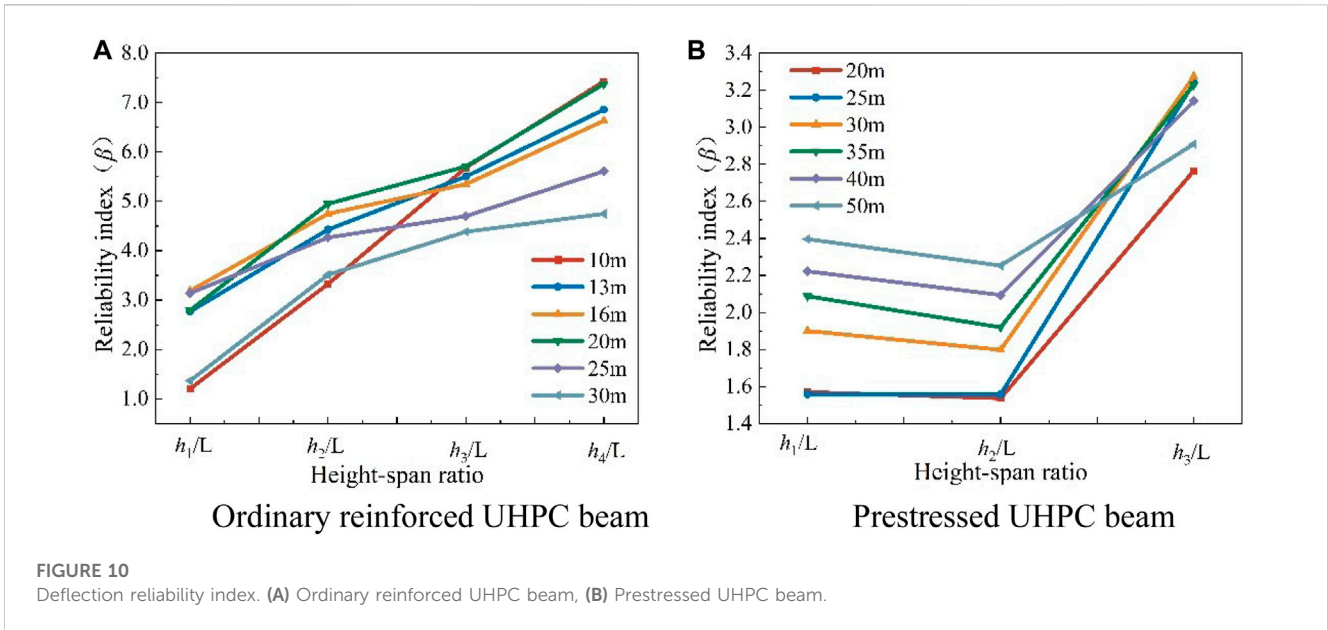 A
Reliability index (β)
8.0
7.0
6.0
5.0
4.0
3.0
2.0
1.0
10m
13m
16m
20m
25m
30m
h₁/L
h₂/L
h₃/L
h₄/L
Height-span ratio
Ordinary reinforced UHPC beam
B
Reliability index (β)
3.4
3.2
3.0
2.8
2.6
2.4
2.2
2.0
1.8
1.6
1.4
20m
25m
30m
35m
40m
50m
h₁/L
h₂/L
h₃/L
Height-span ratio
Prestressed UHPC beam
FIGURE 10
Deflection reliability index. (A) Ordinary reinforced UHPC beam, (B) Prestressed UHPC beam.